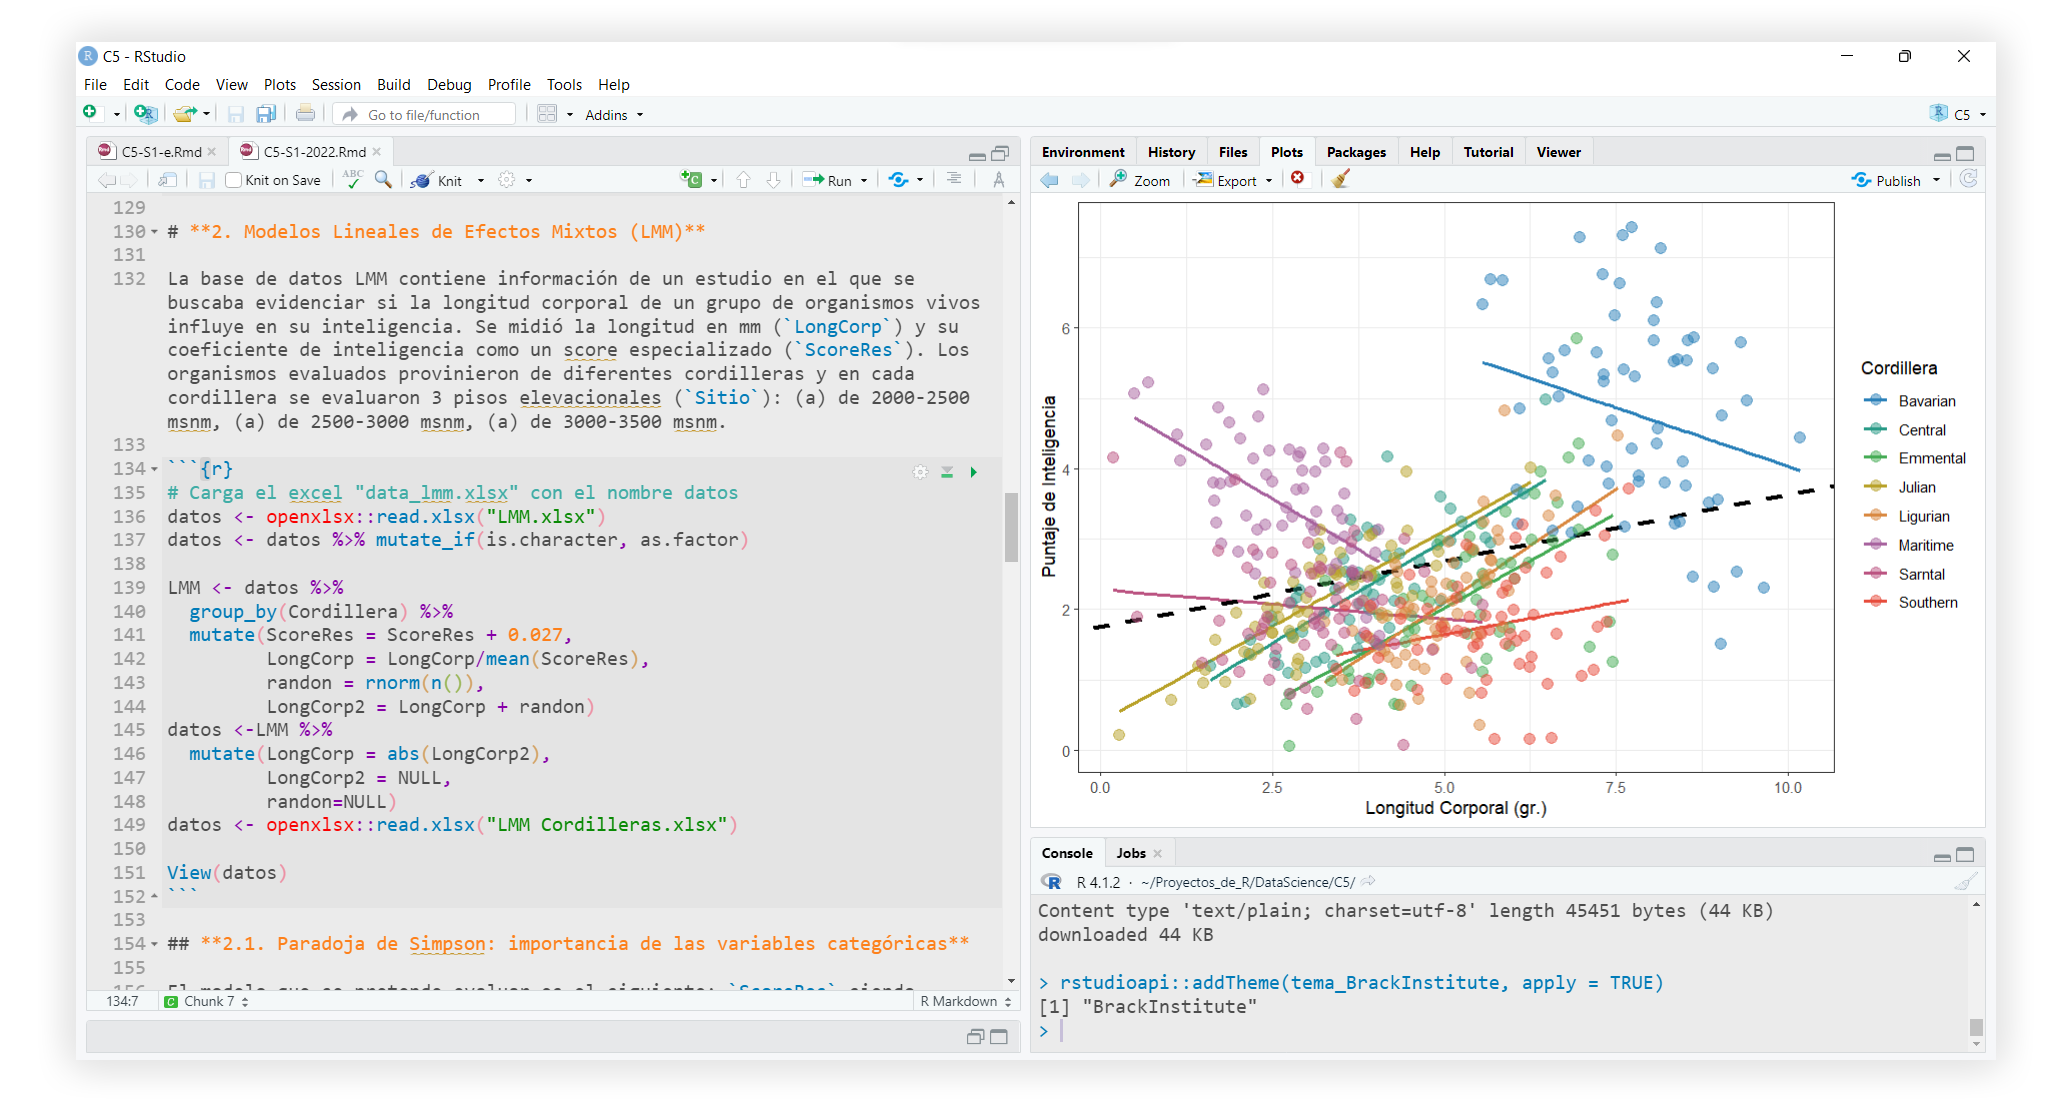 C5 - RStudio
File Edit Code View Plots Session Build Debug Profile Tools Help
Go to file/function Addins C5
C5-S1-e.Rmd C5-S1-2022.Rmd
Knit on Save ABC Knit Run
129
130 # **2. Modelos Lineales de Efectos Mixtos (LMM)**
131
132 La base de datos LMM contiene información de un estudio en el que se
buscaba evidenciar si la longitud corporal de un grupo de organismos vivos
influye en su inteligencia. Se midió la longitud en mm (`LongCorp`) y su
coeficiente de inteligencia como un score especializado (`ScoreRes`). Los
organismos evaluados provinieron de diferentes cordilleras y en cada
cordillera se evaluaron 3 pisos elevacionales (`Sitio`): (a) de 2000-2500
msnm, (a) de 2500-3000 msnm, (a) de 3000-3500 msnm.
133
134 ```{r}
135 # Carga el excel "data_lmm.xlsx" con el nombre datos
136 datos <- openxlsx::read.xlsx("LMM.xlsx")
137 datos <- datos %>% mutate_if(is.character, as.factor)
138
139 LMM <- datos %>%
140 group_by(Cordillera) %>%
141 mutate(ScoreRes = ScoreRes + 0.027,
142 LongCorp = LongCorp/mean(ScoreRes),
143 randon = rnorm(n()),
144 LongCorp2 = LongCorp + randon)
145 datos <-LMM %>%
146 mutate(LongCorp = abs(LongCorp2),
147 LongCorp2 = NULL,
148 randon=NULL)
149 datos <- openxlsx::read.xlsx("LMM Cordilleras.xlsx")
150
151 View(datos)
152 ```
153
154 ## **2.1. Paradoja de Simpson: importancia de las variables categóricas**
155
134:7 Chunk 7 R Markdown
Environment History Files Plots Packages Help Tutorial Viewer
Zoom Export Publish
Puntaje de Inteligencia
6
4
2
0
0.0 2.5 5.0 7.5 10.0
Longitud Corporal (gr.)
Cordillera
Bavarian
Central
Emmental
Julian
Ligurian
Maritime
Sarntal
Southern
Console Jobs
R 4.1.2 · ~/Proyectos_de_R/DataScience/C5/
Content type 'text/plain; charset=utf-8' length 45451 bytes (44 KB)
downloaded 44 KB
> rstudioapi::addTheme(tema_BrackInstitute, apply = TRUE)
[1] "BrackInstitute"
>